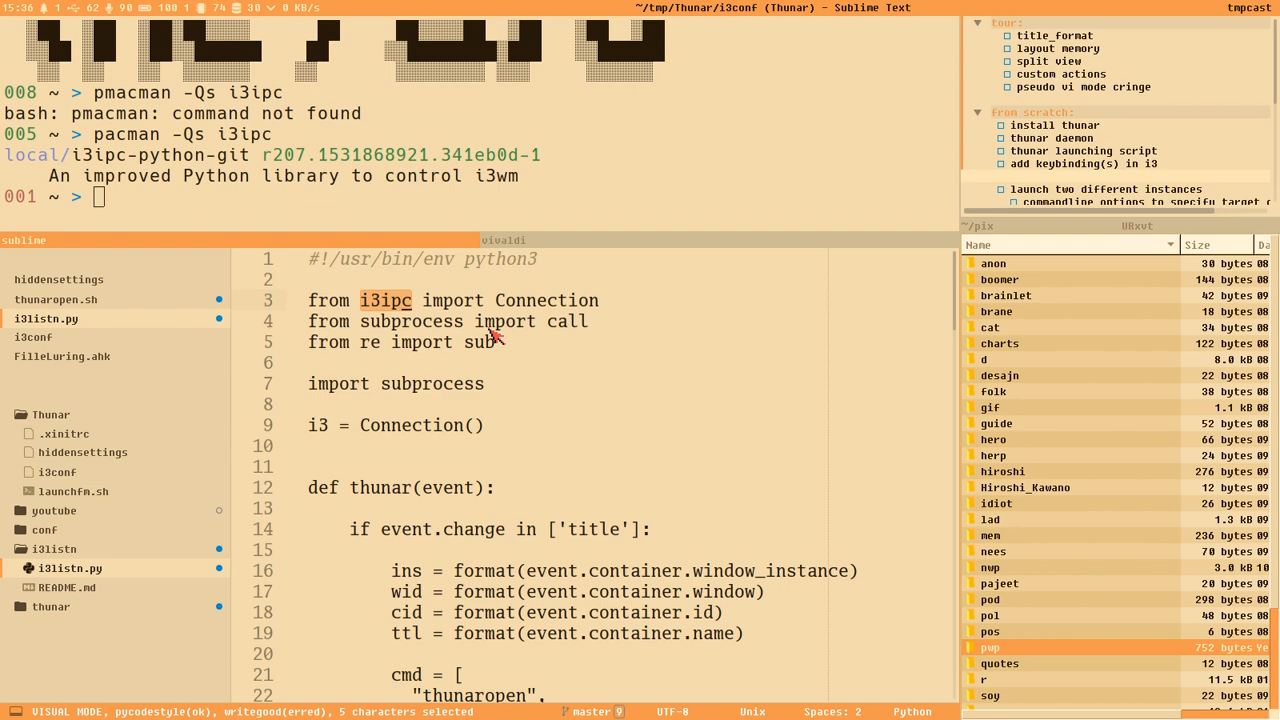 15:36 1 62 90 100 1 74 30 0 KB/s
~/tmp/Thunar/i3conf (Thunar) - Sublime Text
tmpcast
008 ~ > pmacman -Qs i3ipc
bash: pmacman: command not found
005 ~ > pacman -Qs i3ipc
local/i3ipc-python-git r207.1531868921.341eb0d-1
An improved Python library to control i3wm
001 ~ >
tour:
title_format
layout memory
split view
custom actions
pseudo vi mode cringe
From scratch:
install thunar
thunar daemon
thunar launching script
add keybinding(s) in i3
launch two different instances
commandline options to specify target
sublime
vivaldi
hiddensettings
thunaropen.sh
i3listn.py
i3conf
FilleLuring.ahk
Thunar
.xinitrc
hiddensettings
i3conf
launchfm.sh
youtube
conf
i3listn
i3listn.py
README.md
thunar
1 #!/usr/bin/env python3
2
3 from i3ipc import Connection
4 from subprocess import call
5 from re import sub
6
7 import subprocess
8
9 i3 = Connection()
10
11
12 def thunar(event):
13
14 if event.change in ['title']:
15
16 ins = format(event.container.window_instance)
17 wid = format(event.container.window)
18 cid = format(event.container.id)
19 ttl = format(event.container.name)
20
21 cmd = [
22 "thunaropen",
~/pix URxvt
Name Size Da
anon 30 bytes 08
boomer 144 bytes 08
brainlet 42 bytes 09
brane 18 bytes 08
cat 34 bytes 08
charts 122 bytes 08
d 8.0 kB 08
desajn 22 bytes 08
folk 38 bytes 08
gif 1.1 kB 08
guide 52 bytes 08
hero 66 bytes 09
herp 24 bytes 08
hiroshi 276 bytes 09
Hiroshi_Kawano 12 bytes 08
idiot 26 bytes 09
lad 1.3 kB 09
mem 236 bytes 09
nees 70 bytes 09
nwp 3.0 kB 10
pajeet 20 bytes 09
pod 298 bytes 08
pol 48 bytes 08
pos 6 bytes 08
pwp 752 bytes Ye
quotes 12 bytes 08
r 11.5 kB 01
soy 22 bytes 09
VISUAL MODE, pycodestyle(ok), writegood(erred), 5 characters selected
master 9 UTF-8 Unix Spaces: 2 Python